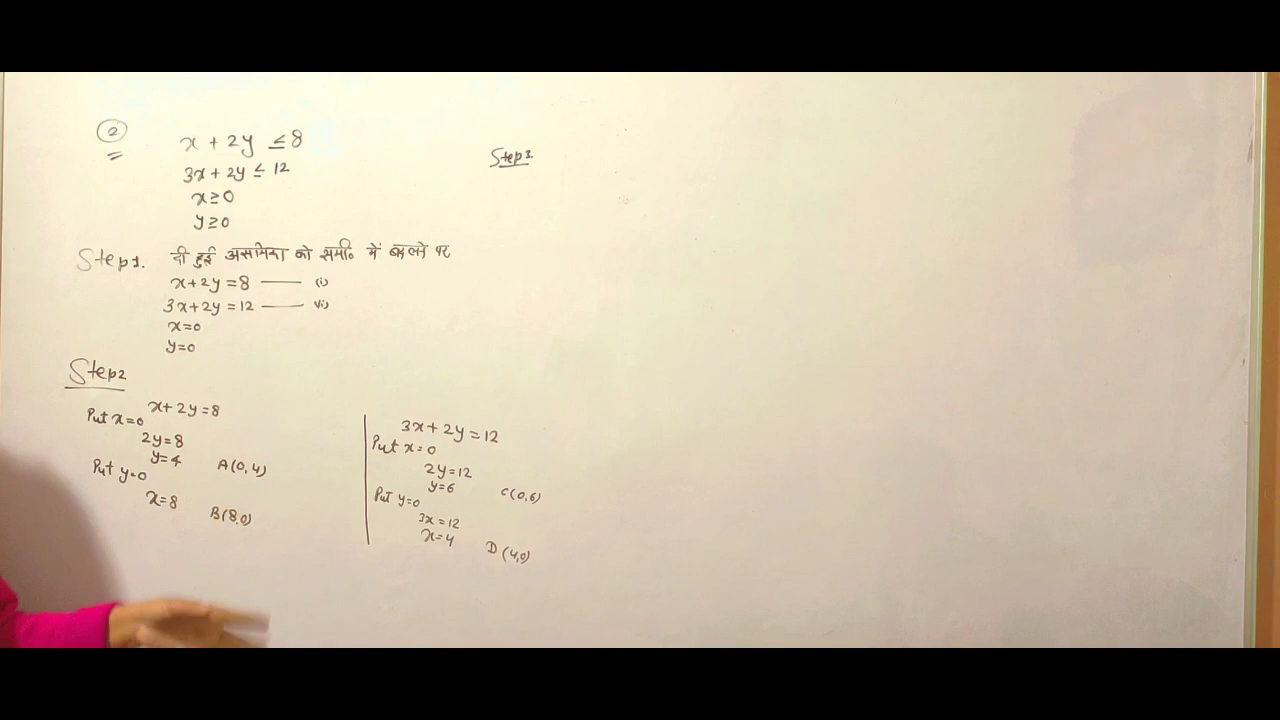 2
x + 2y ≤ 8
3x + 2y ≤ 12
x ≥ 0
y ≥ 0
Step 1. दी हुई असमिका को समी० में बदलने पर
x + 2y = 8 —— (i)
3x + 2y = 12 —— (ii)
x = 0
y = 0
Step 2
x + 2y = 8
Put x = 0
2y = 8
y = 4 A(0,4)
Put y = 0
x = 8 B(8,0)
3x + 2y = 12
Put x = 0
2y = 12
y = 6 C(0,6)
Put y = 0
3x = 12
x = 4 D(4,0)
Step 3